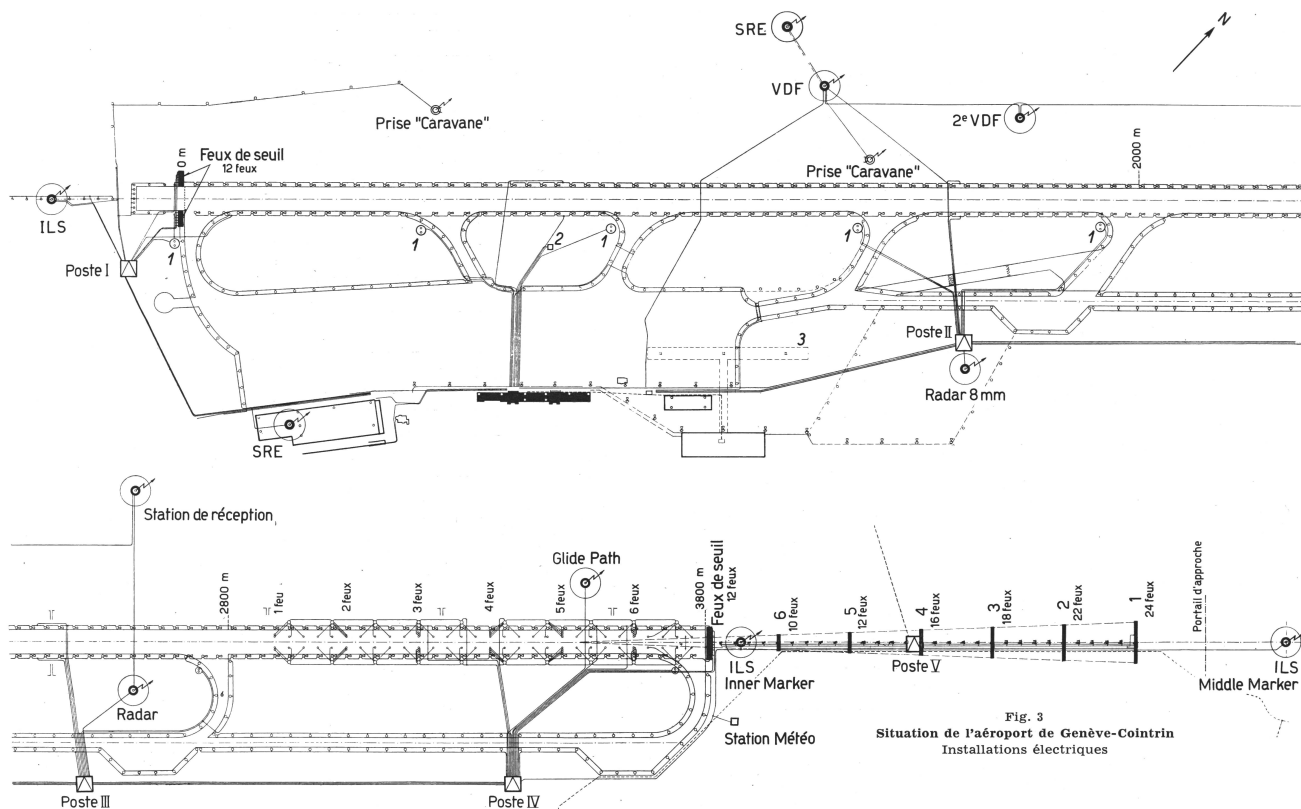 SRE
N
VDF
Prise "Caravane"
2e VDF
0 m
Feux de seuil
12 feux
Prise "Caravane"
2000 m
ILS
1
1
2
1
1
1
Poste I
Poste II
3
Radar 8 mm
SRE
Station de réception
Glide Path
2800 m
1 feu
2 feux
3 feux
4 feux
5 feux
6 feux
3800 m
Feux de seuil
12 feux
6
10 feux
5
12 feux
4
16 feux
3
18 feux
2
22 feux
1
24 feux
Portail d'approche
ILS
Inner Marker
Poste V
ILS
Middle Marker
Radar
Station Météo
Fig. 3
Situation de l'aéroport de Genève-Cointrin
Installations électriques
Poste III
Poste IV